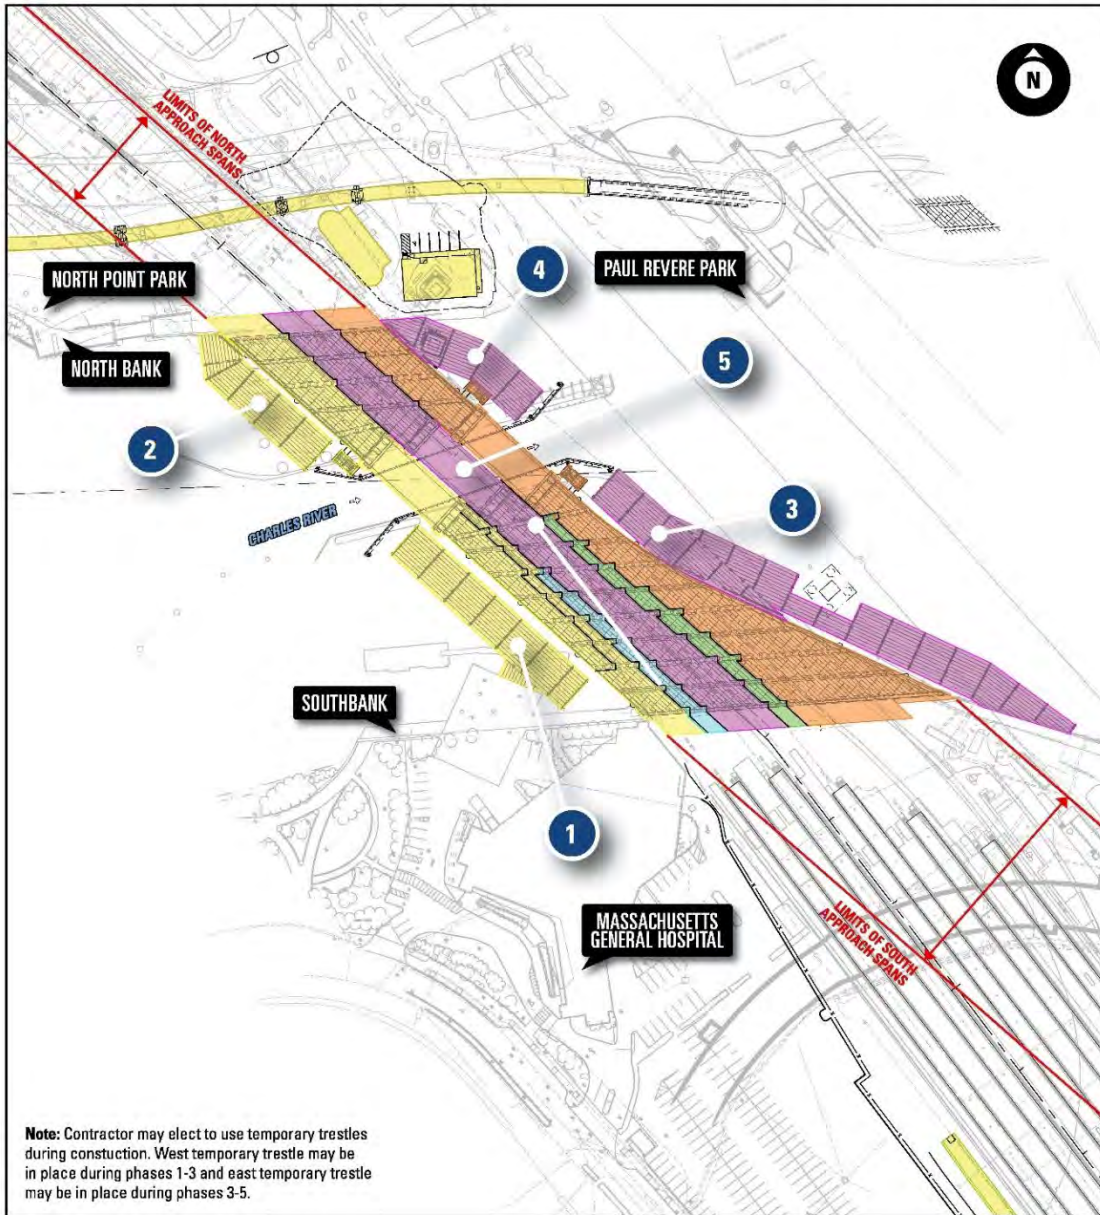 N
LIMITS OF NORTH
APPROACH SPANS
NORTH POINT PARK
NORTH BANK
4
PAUL REVERE PARK
5
2
CHARLES RIVER
3
SOUTHBANK
1
MASSACHUSETTS
GENERAL HOSPITAL
LIMITS OF SOUTH
APPROACH SPANS
Note: Contractor may elect to use temporary trestles
during constuction. West temporary trestle may be
in place during phases 1-3 and east temporary trestle
may be in place during phases 3-5.